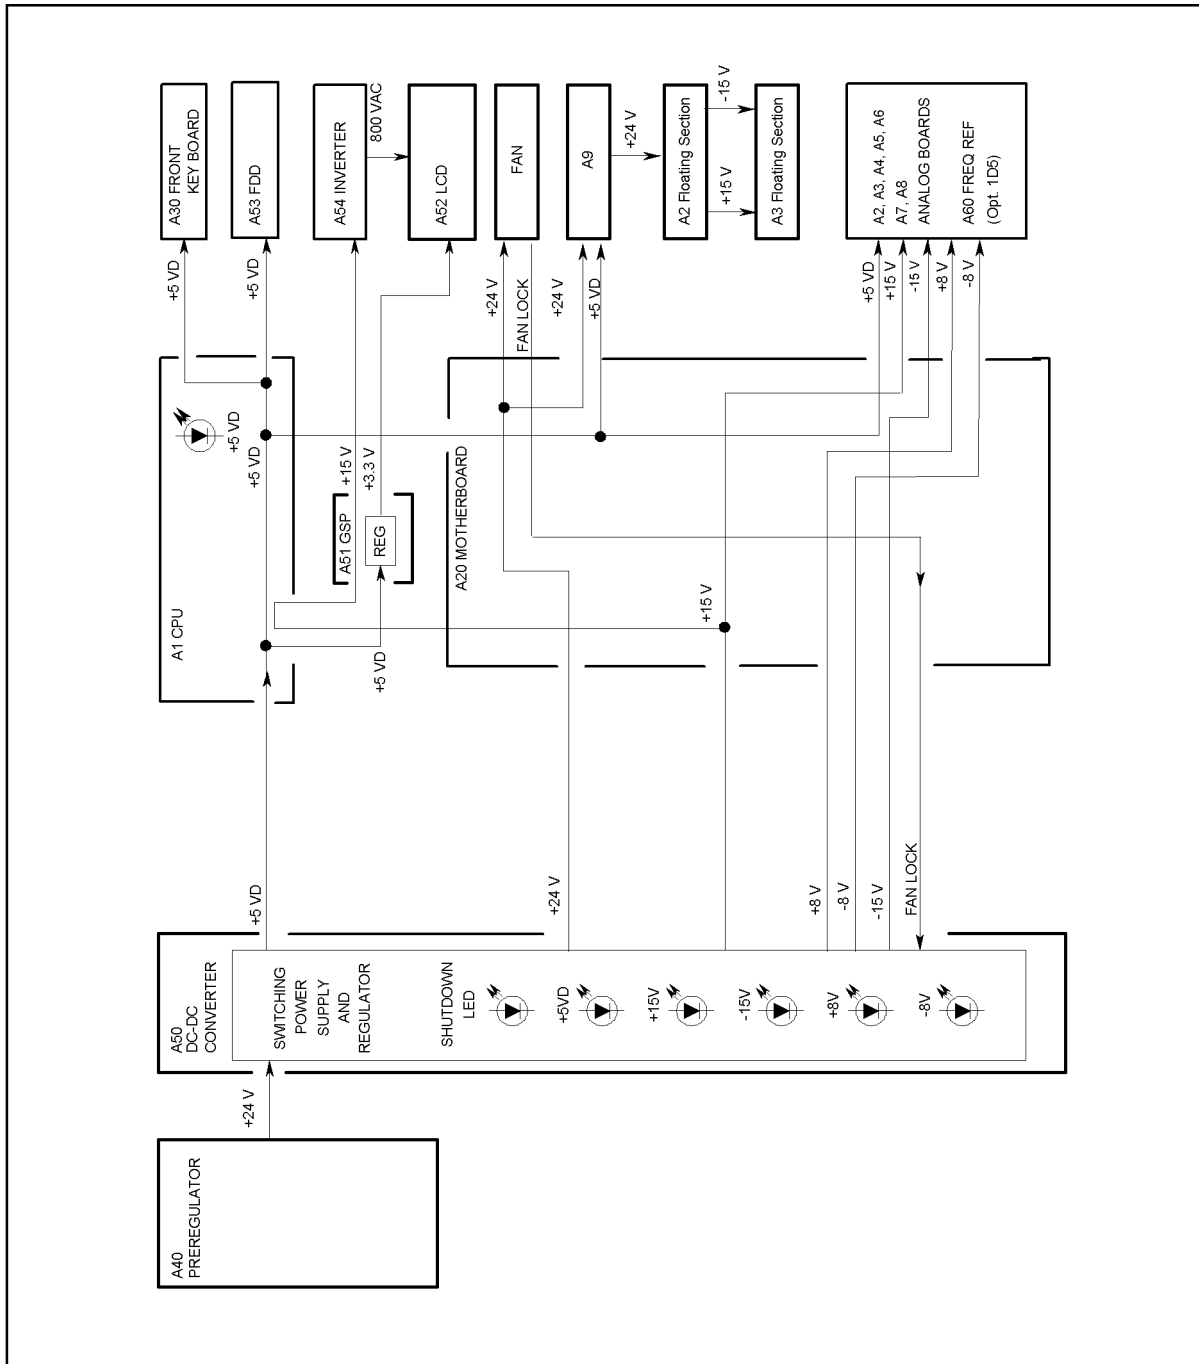 A30 FRONT
KEY BOARD
A53 FDD
A54 INVERTER
800 VAC
A52 LCD
FAN
A9
+24 V
A2 Floating Section
-15 V
+15 V
A3 Floating Section
A2, A3, A4, A5, A6
A7, A8
ANALOG BOARDS
A60 FREQ REF
(Opt. 1D5)
+5 VD
+5 VD
+24 V
FAN LOCK
+24 V
+5 VD
+5 VD
+15 V
-15 V
+8 V
-8 V
A1 CPU
+5 VD
+5 VD
+15 V
+3.3 V
A51 GSP
REG
+5 VD
A20 MOTHERBOARD
+15 V
+5 VD
+24 V
+8 V
-8 V
-15 V
FAN LOCK
A50
DC-DC
CONVERTER
SWITCHING
POWER
SUPPLY AND
REGULATOR
SHUTDOWN
LED
+5VD
+15V
-15V
+8V
-8V
+24 V
A40
PREREGULATOR